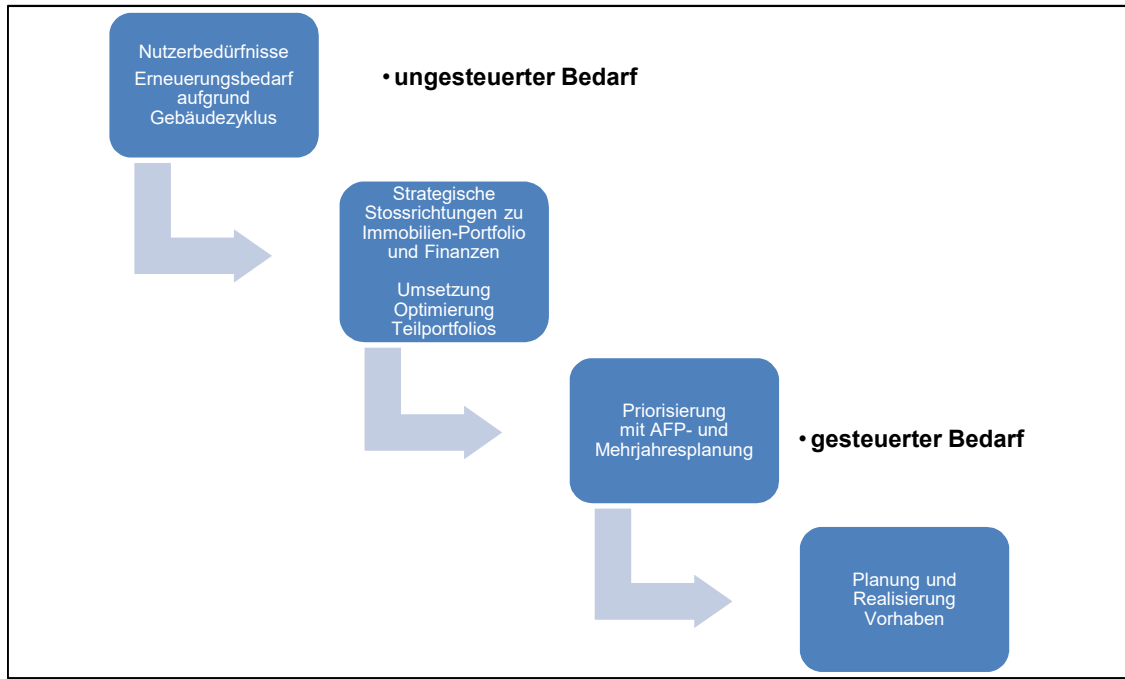 Nutzerbedürfnisse
Erneuerungsbedarf
aufgrund
Gebäudezyklus
• ungesteuerter Bedarf
Strategische
Stossrichtungen zu
Immobilien-Portfolio
und Finanzen
Umsetzung
Optimierung
Teilportfolios
Priorisierung
mit AFP- und
Mehrjahresplanung
• gesteuerter Bedarf
Planung und
Realisierung
Vorhaben